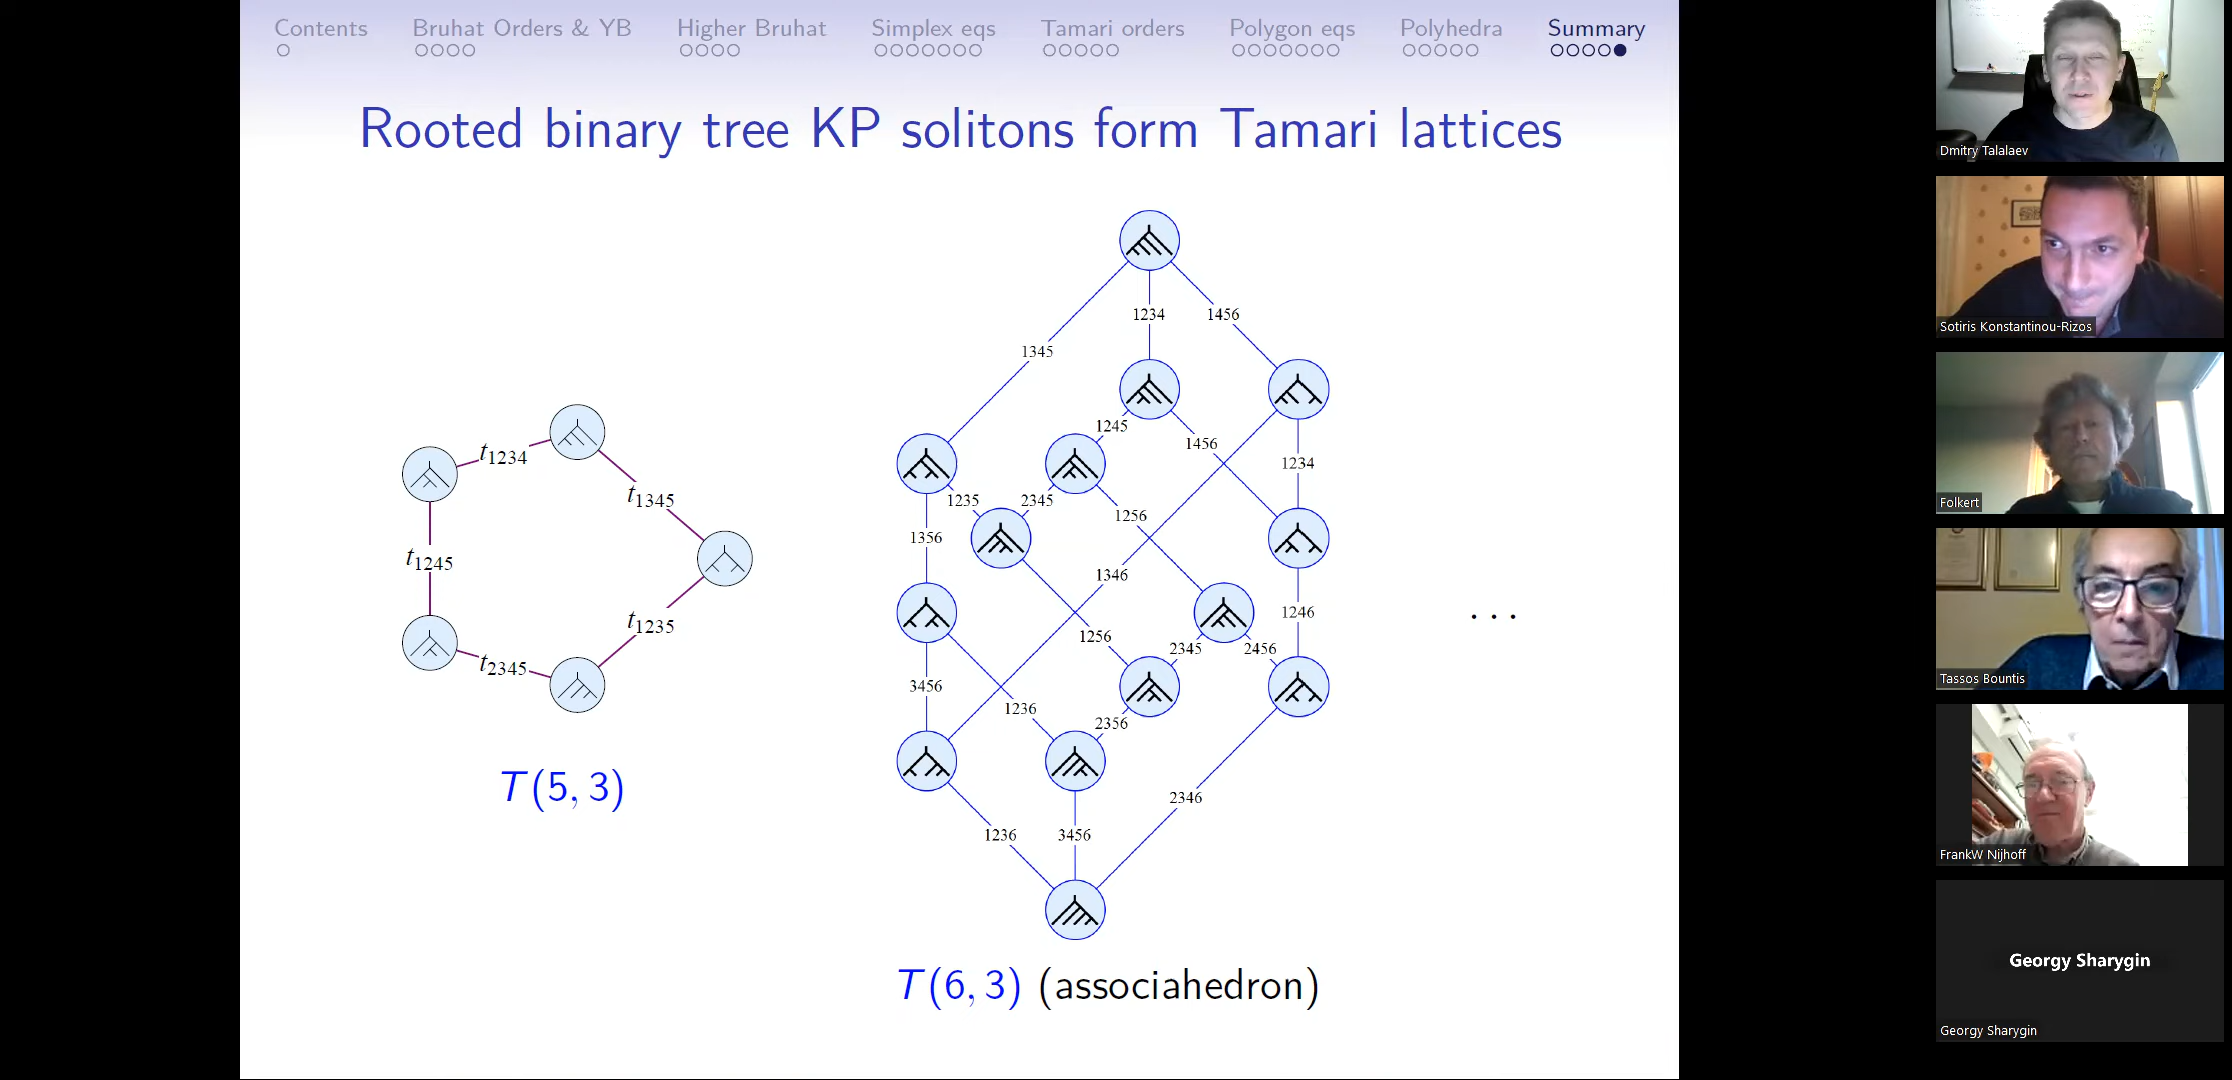 Contents Bruhat Orders & YB Higher Bruhat Simplex eqs Tamari orders Polygon eqs Polyhedra Summary
Rooted binary tree KP solitons form Tamari lattices
t1234
t1345
t1245
t1235
t2345
T(5, 3)
1234
1456
1345
1245
1456
1234
1235
2345
1256
1356
1346
1246
1256
2345
2456
3456
1236
2356
2346
1236
3456
...
T(6, 3) (associahedron)
Dmitry Talalaev
Sotiris Konstantinou-Rizos
Folkert
Tassos Bountis
FrankW Nijhoff
Georgy Sharygin
Georgy Sharygin